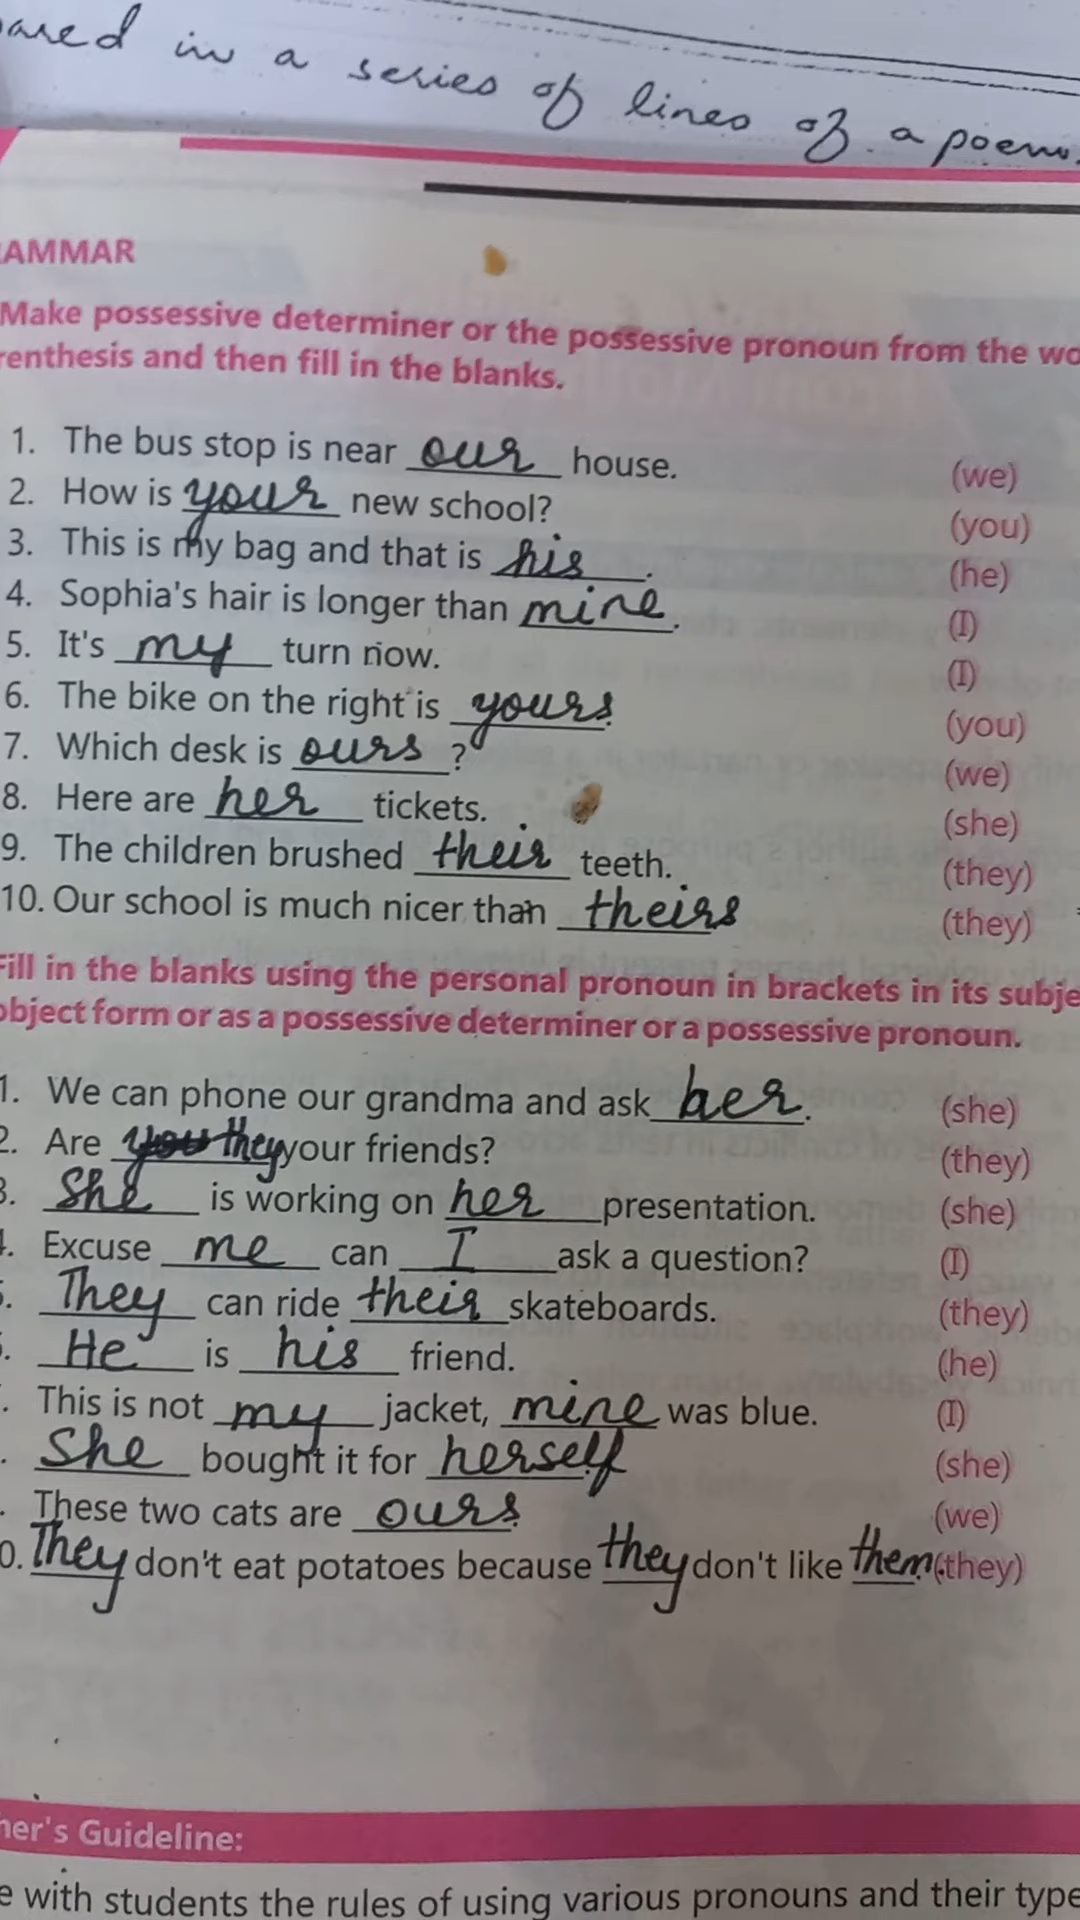 in a series of lines of a poem.
AMMAR
Make possessive determiner or the possessive pronoun from the
renthesis and then fill in the blanks.
1. The bus stop is near our house. (we)
2. How is your new school? (you)
3. This is my bag and that is his. (he)
4. Sophia's hair is longer than mine. (I)
5. It's my turn now. (I)
6. The bike on the right is yours. (you)
7. Which desk is ours? (we)
8. Here are her tickets. (she)
9. The children brushed their teeth. (they)
10. Our school is much nicer than theirs (they)
Fill in the blanks using the personal pronoun in brackets in its subje
object form or as a possessive determiner or a possessive pronoun.
1. We can phone our grandma and ask her. (she)
2. Are they your friends? (they)
3. She is working on her presentation. (she)
4. Excuse me can I ask a question? (I)
5. They can ride their skateboards. (they)
6. He is his friend. (he)
. This is not my jacket, mine was blue. (I)
. She bought it for herself (she)
. These two cats are ours. (we)
0. They don't eat potatoes because they don't like them. (they)
her's Guideline:
e with students the rules of using various pronouns and their type